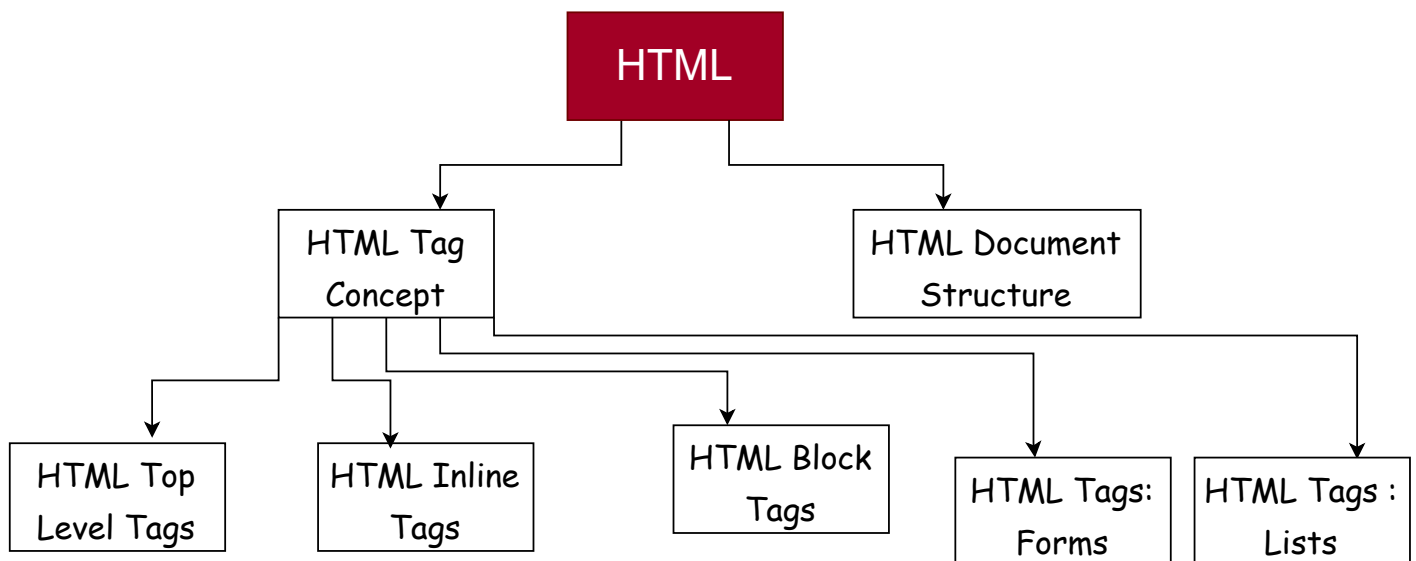 HTML
HTML Tag
Concept
HTML Document
Structure
HTML Top
Level Tags
HTML Inline
Tags
HTML Block
Tags
HTML Tags:
Forms
HTML Tags :
Lists